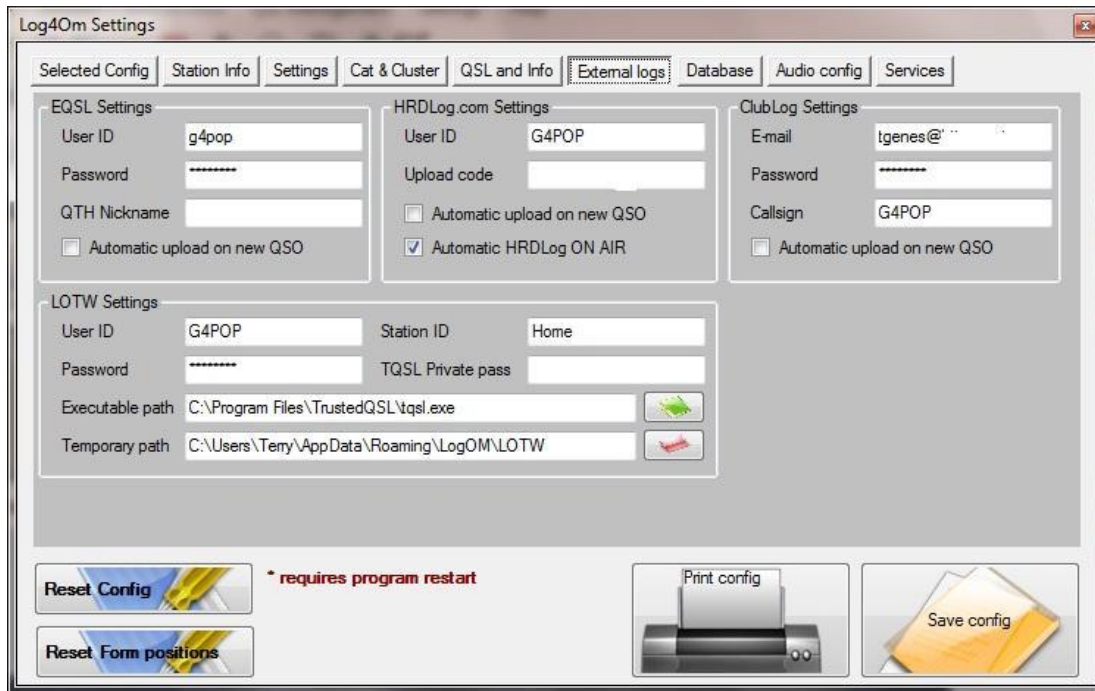 Log4Om Settings
Selected Config Station Info Settings Cat & Cluster QSL and Info External logs Database Audio config Services
EQSL Settings
User ID g4pop
Password ********
QTH Nickname
Automatic upload on new QSO
HRDLog.com Settings
User ID G4POP
Upload code
Automatic upload on new QSO
Automatic HRDLog ON AIR
ClubLog Settings
E-mail tgenes@
Password ********
Callsign G4POP
Automatic upload on new QSO
LOTW Settings
User ID G4POP Station ID Home
Password ******** TQSL Private pass
Executable path C:\Program Files\TrustedQSL\tqsl.exe
Temporary path C:\Users\Terry\AppData\Roaming\LogOM\LOTW
Reset Config
* requires program restart
Reset Form positions
Print config
Save config